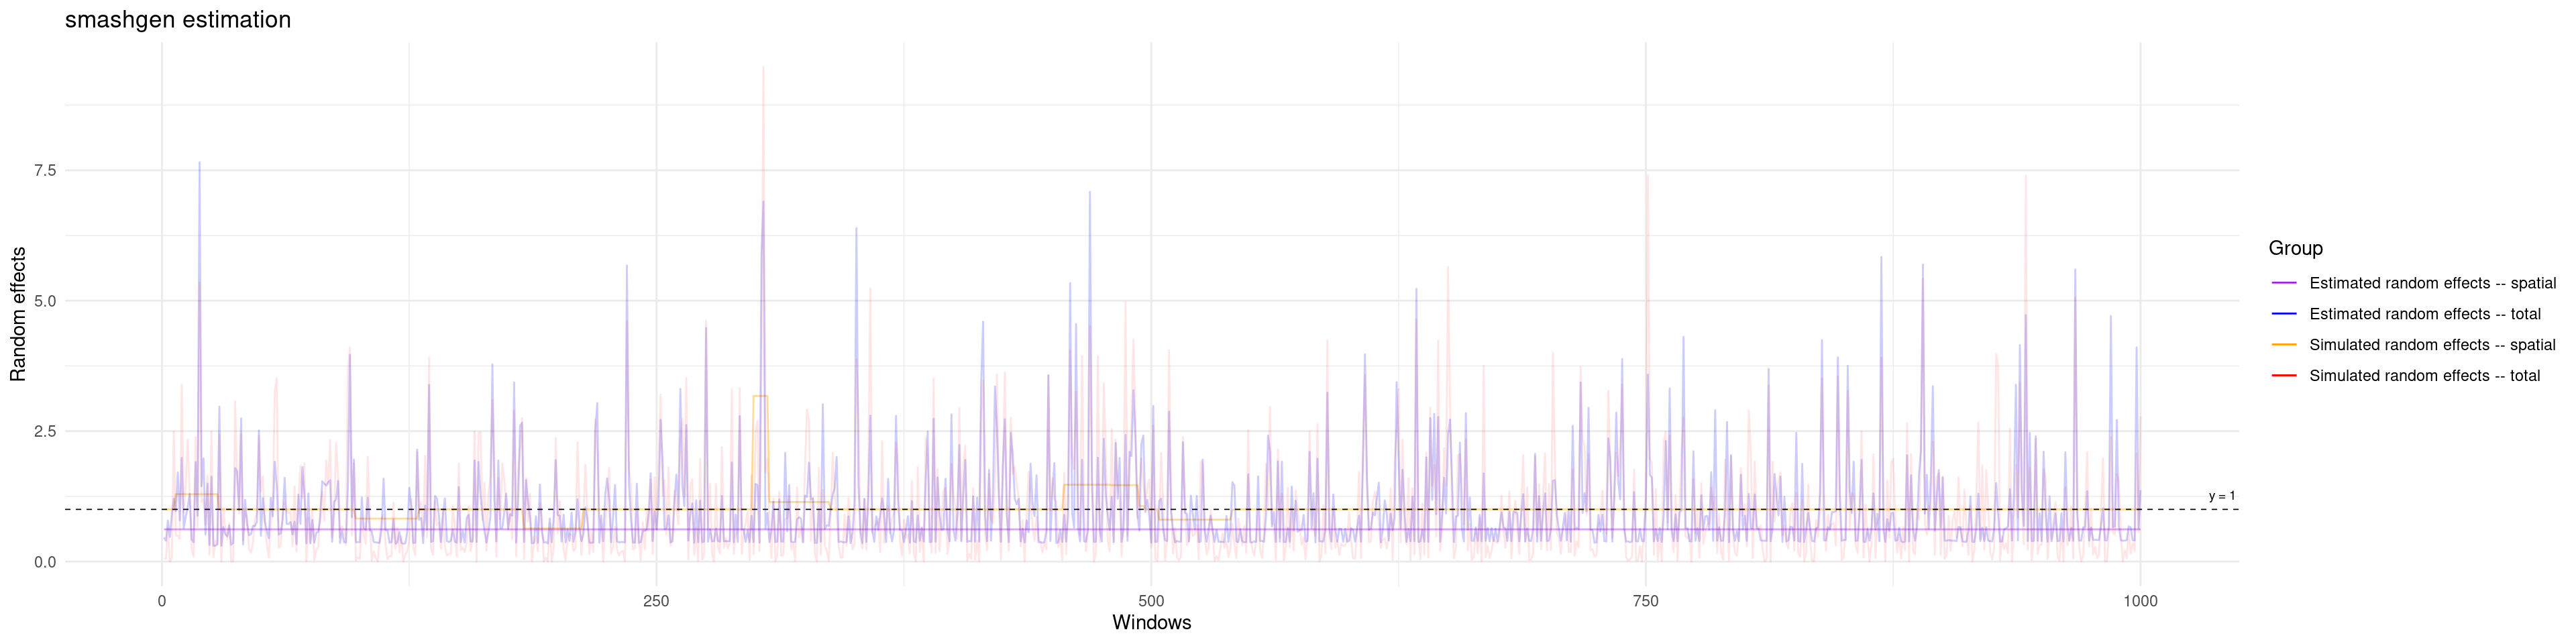 smashgen estimation
Random effects
7.5
5.0
2.5
0.0
y = 1
0
250
500
750
1000
Windows
Group
Estimated random effects -- spatial
Estimated random effects -- total
Simulated random effects -- spatial
Simulated random effects -- total